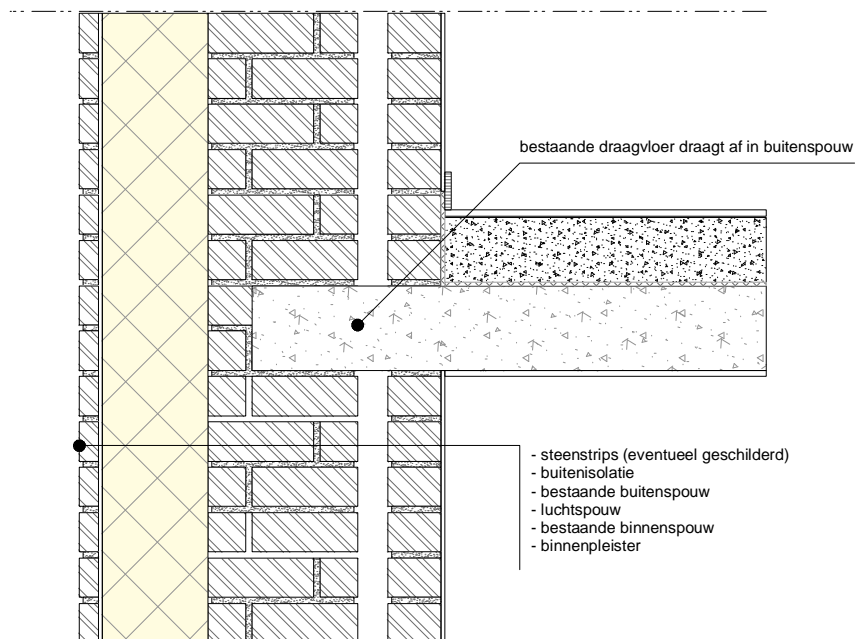 bestaande draagvloer draagt af in buitenspouw
- steenstrips (eventueel geschilderd)
- buitenisolatie
- bestaande buitenspouw
- luchtspouw
- bestaande binnenspouw
- binnenpleister